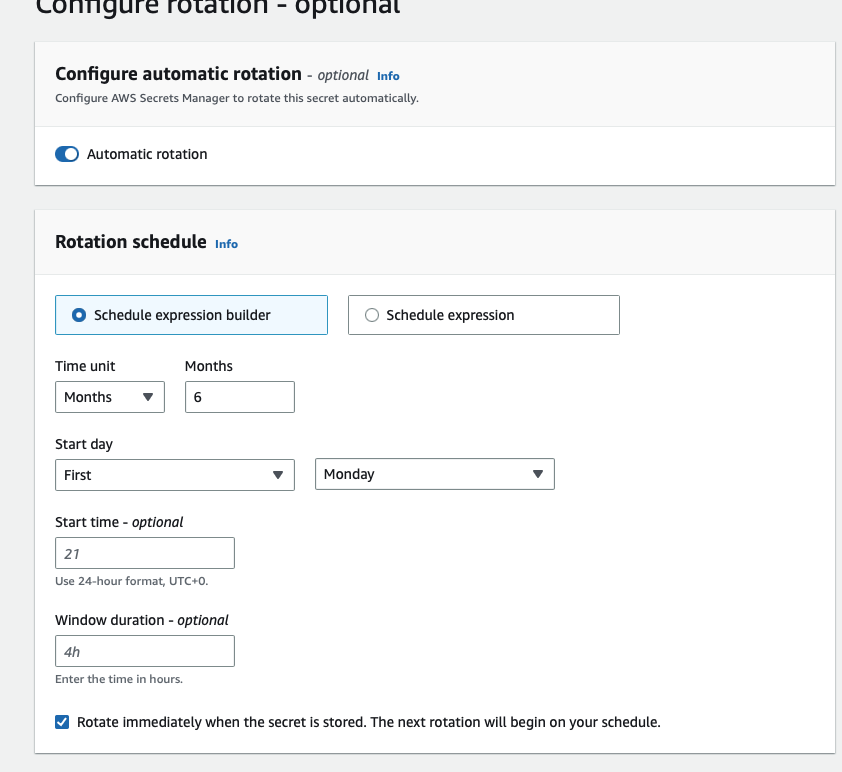 Configure rotation - optional
Configure automatic rotation - optional Info
Configure AWS Secrets Manager to rotate this secret automatically.
Automatic rotation
Rotation schedule Info
Schedule expression builder Schedule expression
Time unit Months
Months 6
Start day
First Monday
Start time - optional
21
Use 24-hour format, UTC+0.
Window duration - optional
4h
Enter the time in hours.
Rotate immediately when the secret is stored. The next rotation will begin on your schedule.